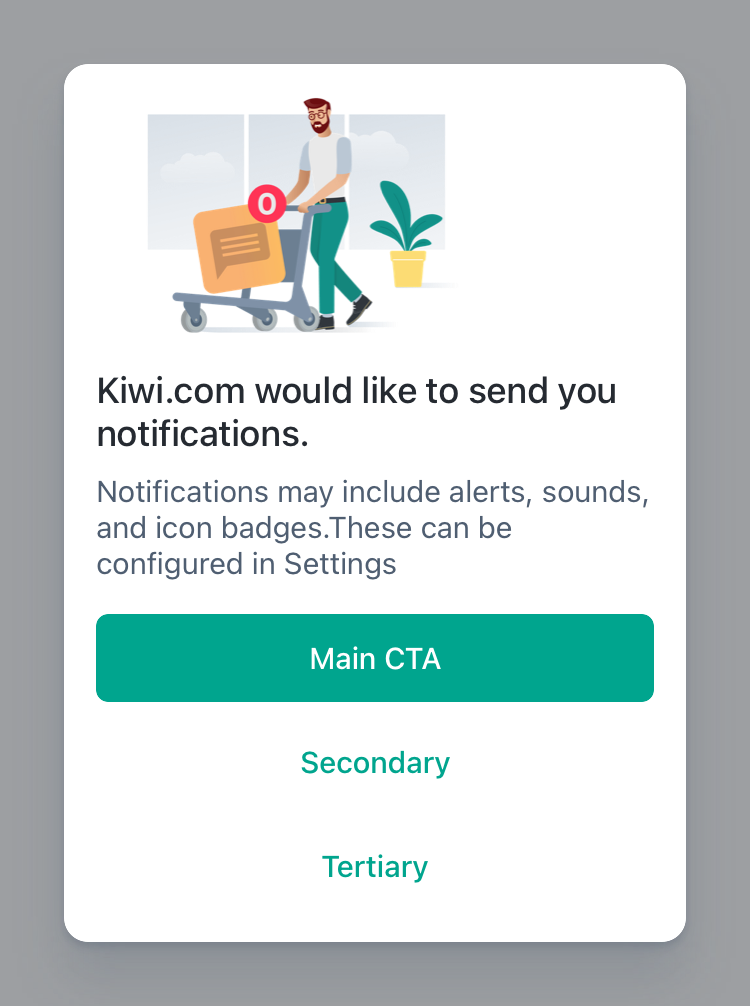 0
Kiwi.com would like to send you
notifications.
Notifications may include alerts, sounds,
and icon badges.These can be
configured in Settings
Main CTA
Secondary
Tertiary